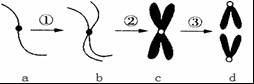 ① ② ③
a b c d